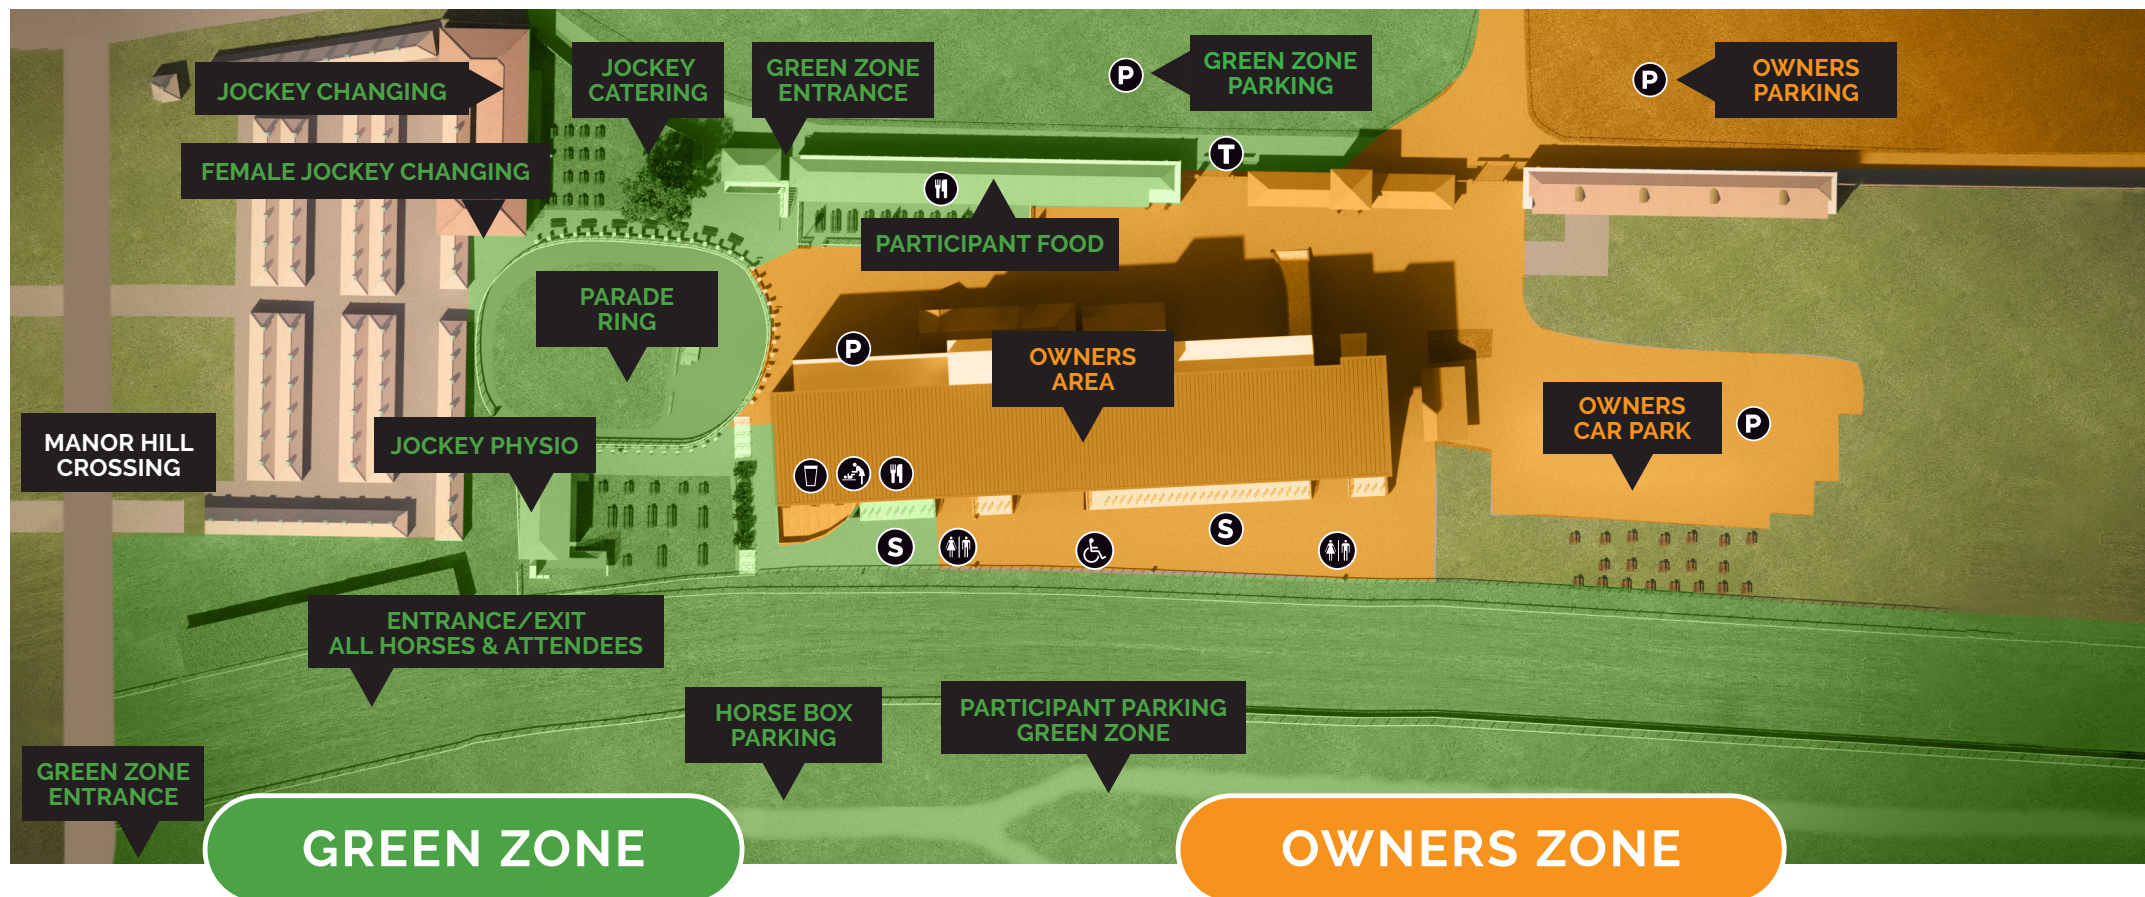 JOCKEY CHANGING
JOCKEY
CATERING
GREEN ZONE
ENTRANCE
P
GREEN ZONE
PARKING
P
OWNERS
PARKING
FEMALE JOCKEY CHANGING
T
PARTICIPANT FOOD
PARADE
RING
P
OWNERS
AREA
MANOR HILL
CROSSING
JOCKEY PHYSIO
OWNERS
CAR PARK
P
S
S
ENTRANCE/EXIT
ALL HORSES & ATTENDEES
HORSE BOX
PARKING
PARTICIPANT PARKING
GREEN ZONE
GREEN ZONE
ENTRANCE
GREEN ZONE
OWNERS ZONE